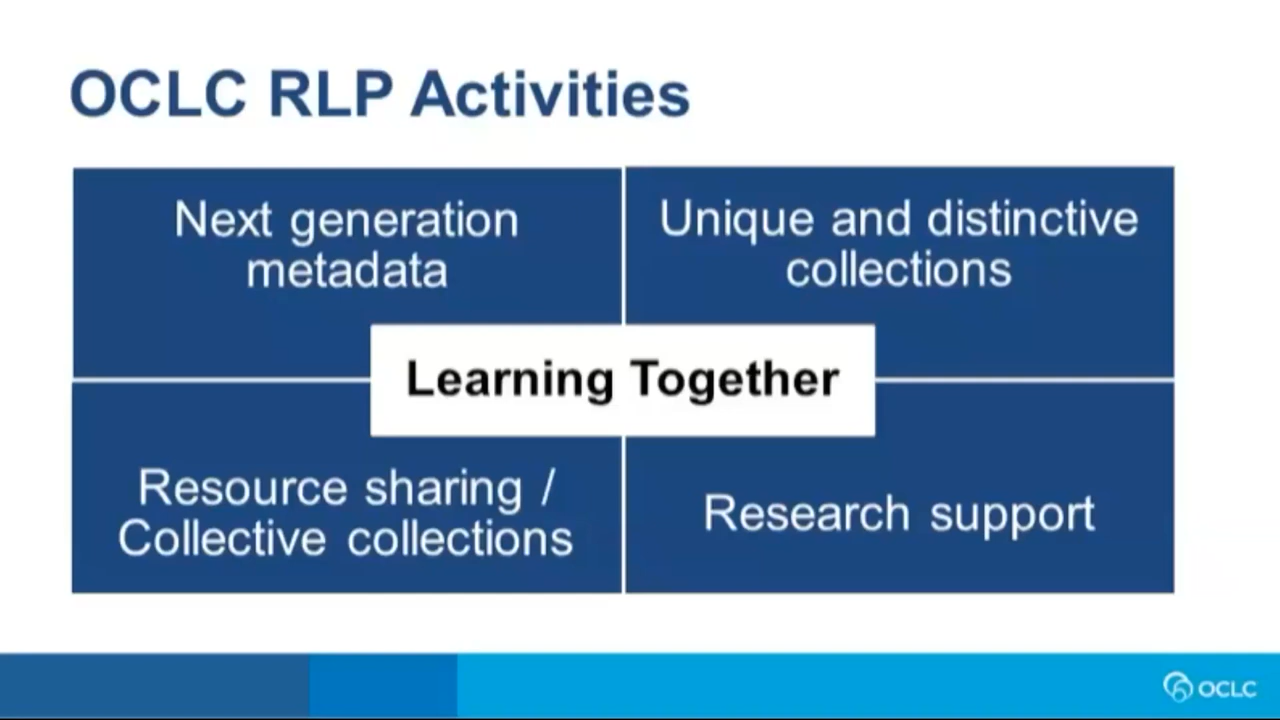 OCLC RLP Activities
Next generation
metadata
Unique and distinctive
collections
Learning Together
Resource sharing /
Collective collections
Research support
OCLC